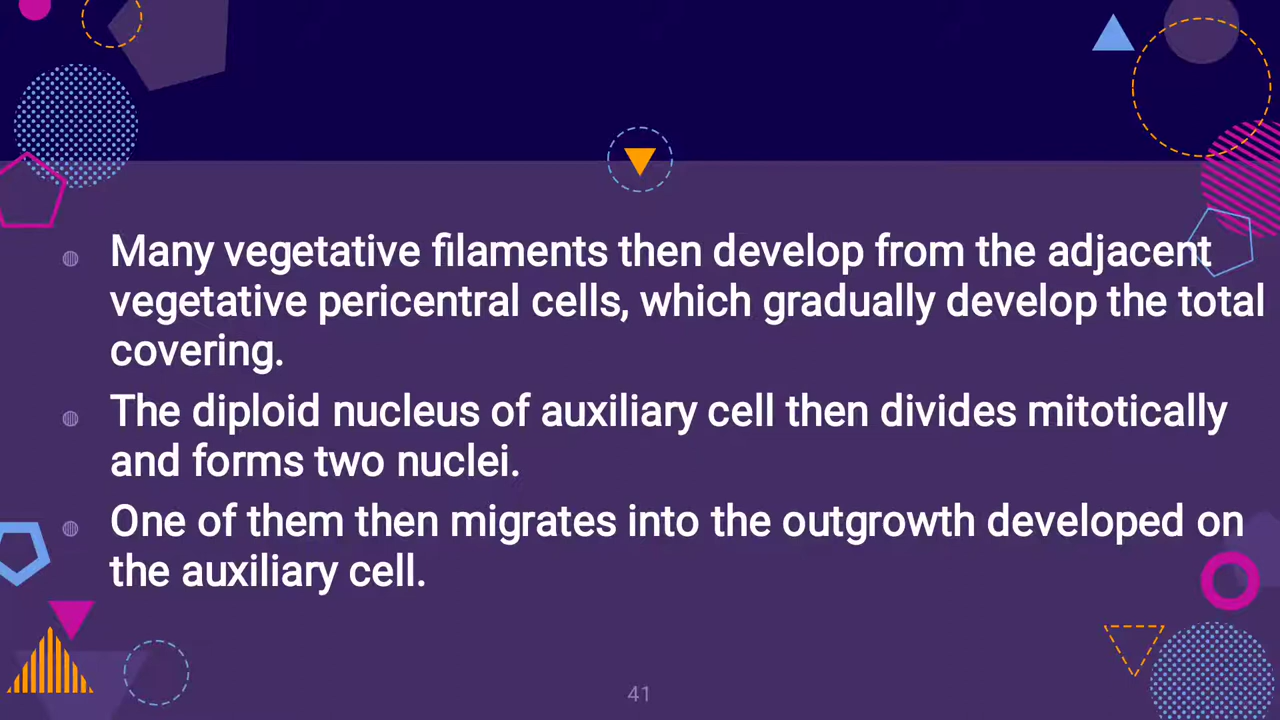 Many vegetative filaments then develop from the adjacent
vegetative pericentral cells, which gradually develop the total
covering.
The diploid nucleus of auxiliary cell then divides mitotically
and forms two nuclei.
One of them then migrates into the outgrowth developed on
the auxiliary cell.
41